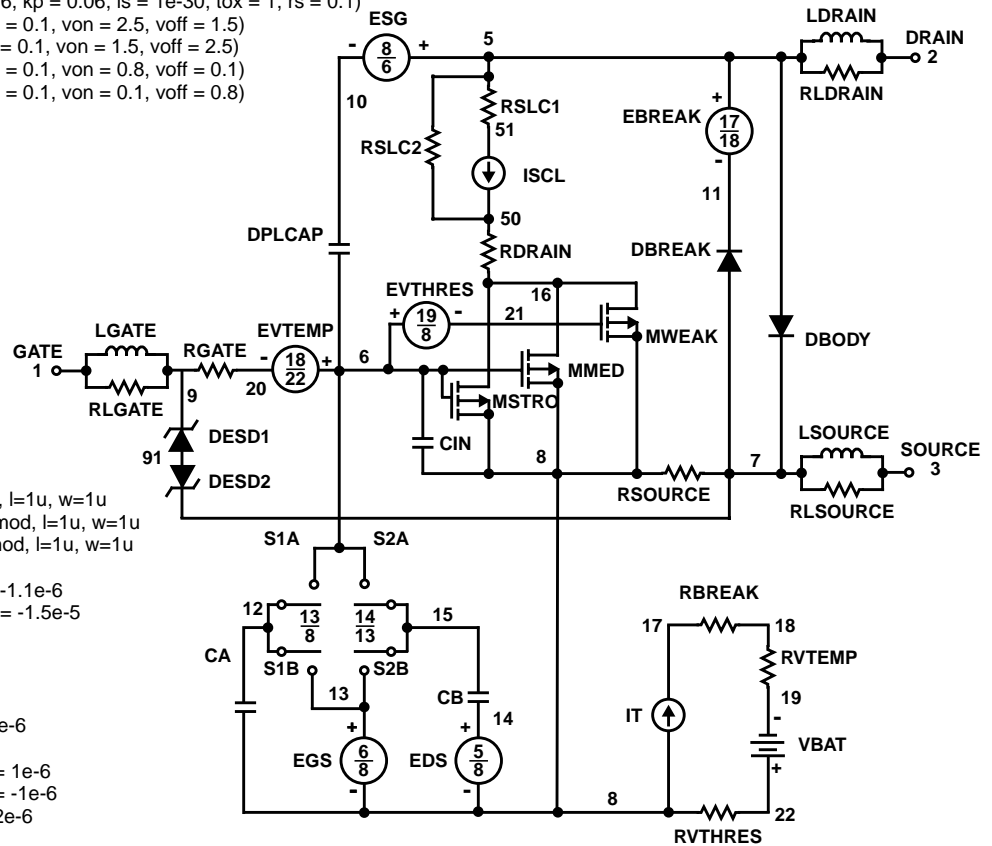 6, kp = 0.06, is = 1e-30, tox = 1, rs = 0.1)
= 0.1, von = 2.5, voff = 1.5)
= 0.1, von = 1.5, voff = 2.5)
= 0.1, von = 0.8, voff = 0.1)
= 0.1, von = 0.1, voff = 0.8)
ESG
-
8
6
+
5
LDRAIN
DRAIN
2
RLDRAIN
10
RSLC1
51
RSLC2
ISCL
50
RDRAIN
EBREAK
+
17
18
-
11
DPLCAP
DBREAK
DBODY
EVTHRES
+
19
8
-
21
16
MWEAK
LGATE
GATE
1
RLGATE
RGATE
9
20
EVTEMP
-
18
22
+
6
MMED
MSTRO
CIN
DESD1
91
DESD2
8
RSOURCE
7
LSOURCE
SOURCE
3
RLSOURCE
, l=1u, w=1u
mod, l=1u, w=1u
nod, l=1u, w=1u
-1.1e-6
= -1.5e-5
e-6
= 1e-6
= -1e-6
2e-6
S1A
S2A
12
13
8
14
13
15
S1B
S2B
CA
13
CB
14
+
EGS
6
8
-
+
EDS
5
8
-
8
RBREAK
17
18
RVTEMP
19
IT
-
VBAT
+
22
RVTHRES